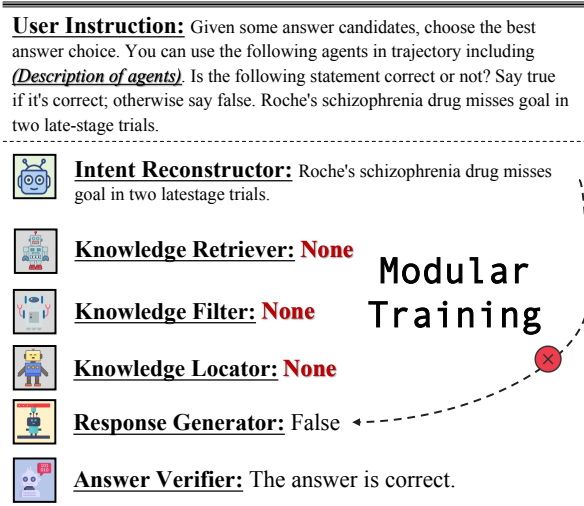 User Instruction: Given some answer candidates, choose the best
answer choice. You can use the following agents in trajectory including
(Description of agents). Is the following statement correct or not? Say true
if it's correct; otherwise say false. Roche's schizophrenia drug misses goal in
two late-stage trials.
Intent Reconstructor: Roche's schizophrenia drug misses
goal in two latestage trials.
Knowledge Retriever: None
Knowledge Filter: None
Modular
Training
Knowledge Locator: None
Response Generator: False
Answer Verifier: The answer is correct.